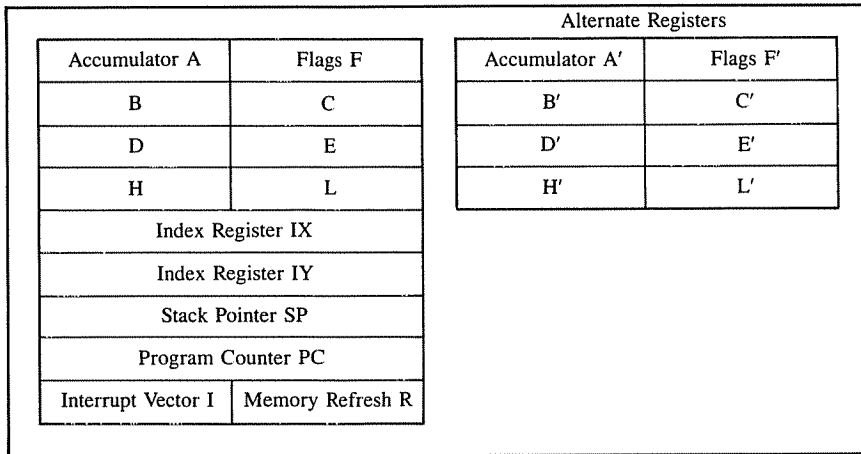 Alternate Registers
Accumulator A Flags F
B C
D E
H L
Index Register IX
Index Register IY
Stack Pointer SP
Program Counter PC
Interrupt Vector I Memory Refresh R
Accumulator A′ Flags F′
B′ C′
D′ E′
H′ L′